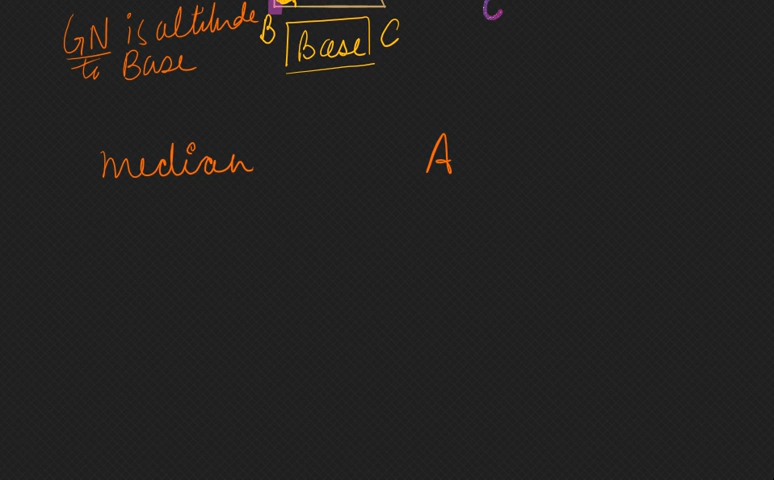 C
GN is altitude
to Base
B Base C
median A